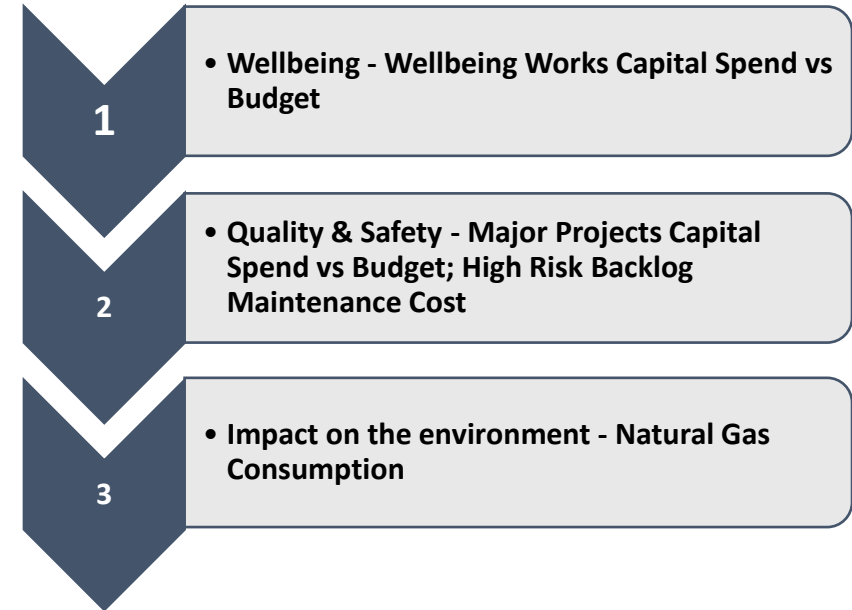 1
• Wellbeing - Wellbeing Works Capital Spend vs
Budget
2
• Quality & Safety - Major Projects Capital
Spend vs Budget; High Risk Backlog
Maintenance Cost
3
• Impact on the environment - Natural Gas
Consumption